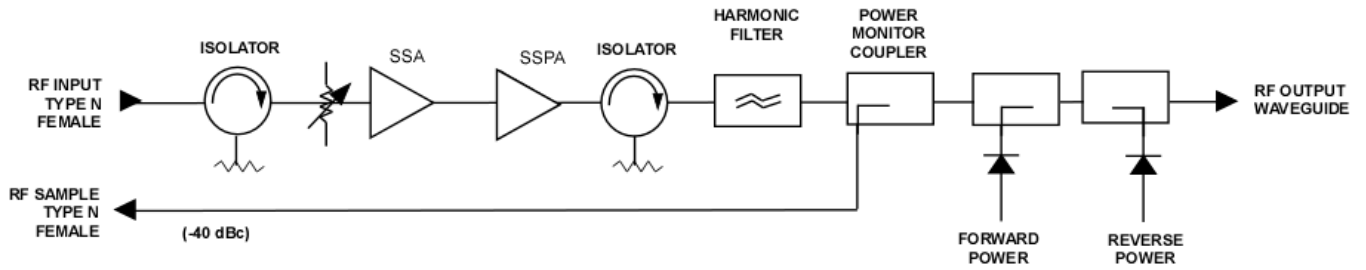 RF INPUT
TYPE N
FEMALE
ISOLATOR
SSA
SSPA
ISOLATOR
HARMONIC
FILTER
POWER
MONITOR
COUPLER
RF OUTPUT
WAVEGUIDE
RF SAMPLE
TYPE N
FEMALE
(-40 dBc)
FORWARD
POWER
REVERSE
POWER